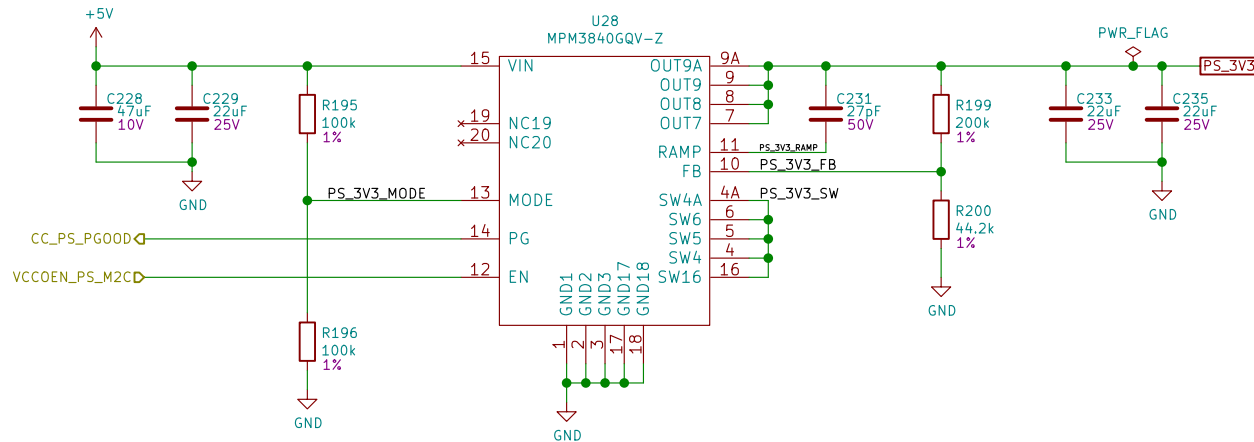 +5V
U28
MPM3840GQV-Z
PWR_FLAG
PS_3V3
15
VIN
OUT9A
9A
OUT9
9
OUT8
8
OUT7
7
C228
47uF
10V
C229
22uF
25V
R195
100k
1%
19
NC19
20
NC20
C231
27pF
50V
R199
200k
1%
C233
22uF
25V
C235
22uF
25V
RAMP
11
PS_3V3_RAMP
FB
10
PS_3V3_FB
GND
GND
PS_3V3_MODE
13
MODE
SW4A
4A
PS_3V3_SW
SW6
6
R200
44.2k
1%
CC_PS_PGOOD
14
PG
SW5
5
SW4
4
VCCOEN_PS_M2C
12
EN
SW16
16
GND1
GND2
GND3
GND17
GND18
GND
R196
100k
1%
1
2
3
17
18
GND
GND